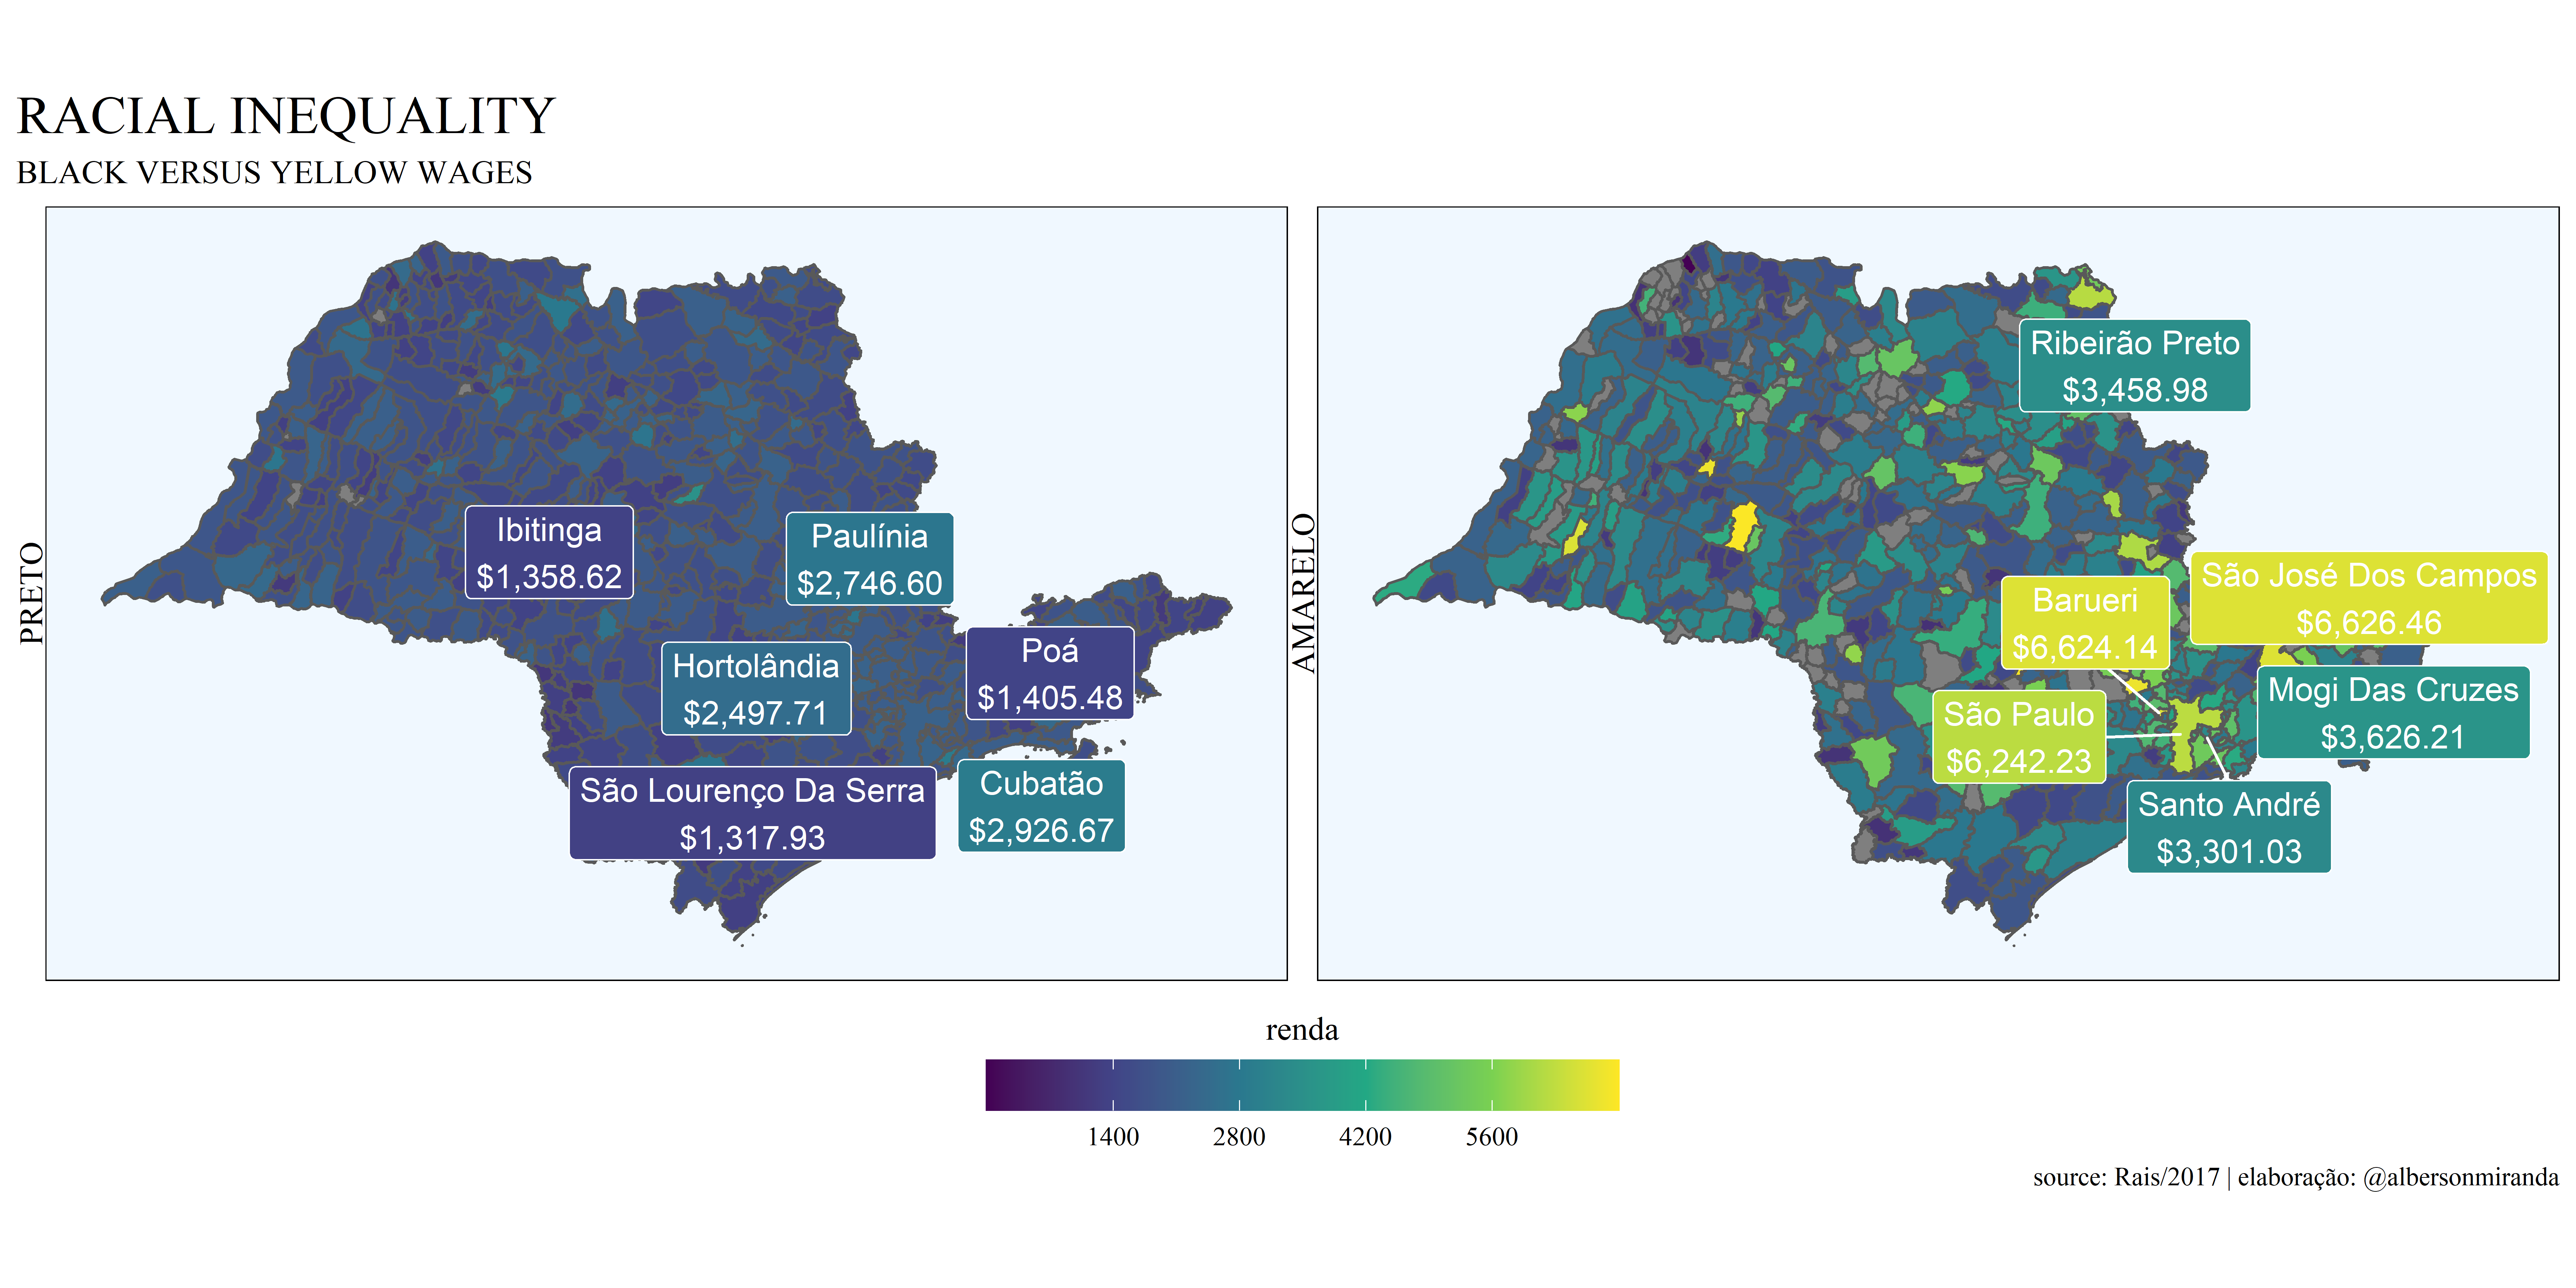 RACIAL INEQUALITY
BLACK VERSUS YELLOW WAGES
PRETO
Ibitinga
$1,358.62
Paulínia
$2,746.60
Hortolândia
$2,497.71
Poá
$1,405.48
São Lourenço Da Serra
$1,317.93
Cubatão
$2,926.67
AMARELO
Ribeirão Preto
$3,458.98
São José Dos Campos
$6,626.46
Barueri
$6,624.14
Mogi Das Cruzes
$3,626.21
São Paulo
$6,242.23
Santo André
$3,301.03
renda
1400 2800 4200 5600
source: Rais/2017 | elaboração: @albersonmiranda